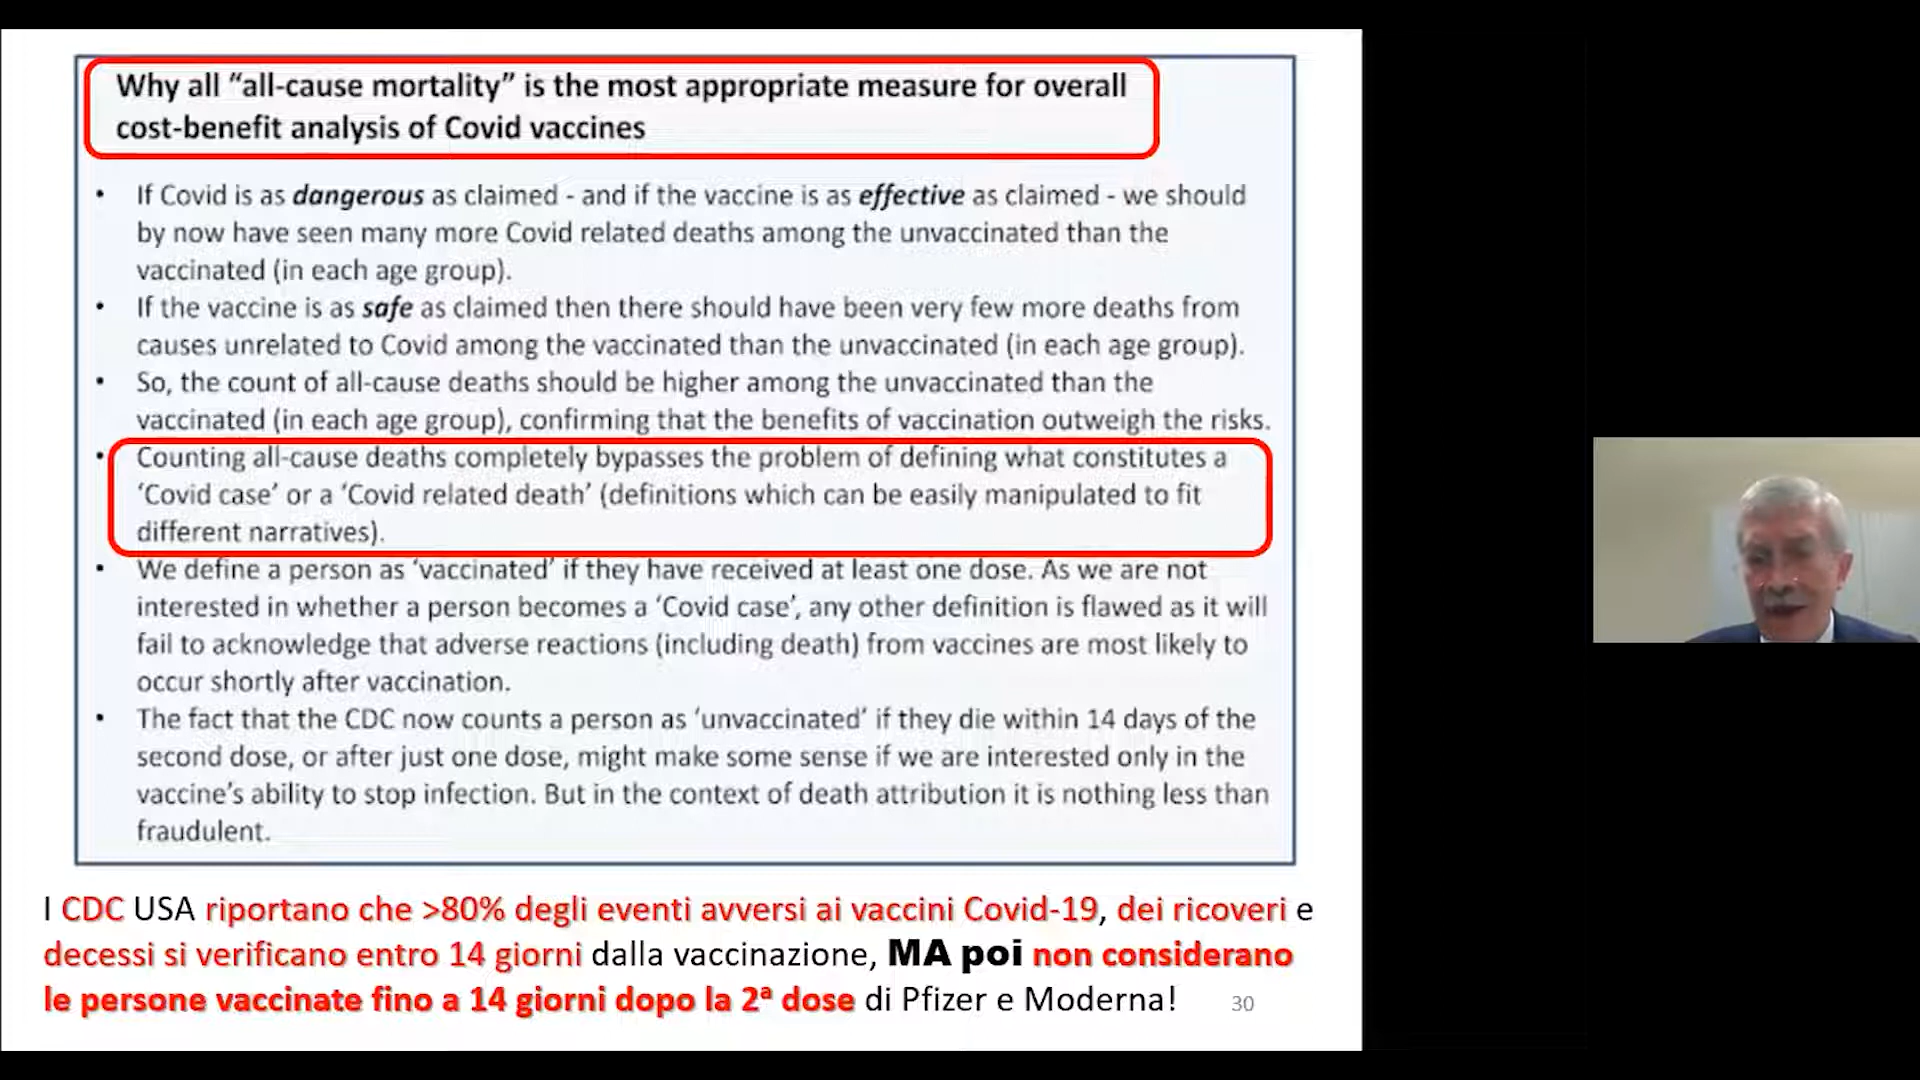 Why all “all-cause mortality” is the most appropriate measure for overall
cost-benefit analysis of Covid vaccines
• If Covid is as dangerous as claimed - and if the vaccine is as effective as claimed - we should
by now have seen many more Covid related deaths among the unvaccinated than the
vaccinated (in each age group).
• If the vaccine is as safe as claimed then there should have been very few more deaths from
causes unrelated to Covid among the vaccinated than the unvaccinated (in each age group).
• So, the count of all-cause deaths should be higher among the unvaccinated than the
vaccinated (in each age group), confirming that the benefits of vaccination outweigh the risks.
• Counting all-cause deaths completely bypasses the problem of defining what constitutes a
‘Covid case’ or a ‘Covid related death’ (definitions which can be easily manipulated to fit
different narratives).
• We define a person as ‘vaccinated’ if they have received at least one dose. As we are not
interested in whether a person becomes a ‘Covid case’, any other definition is flawed as it will
fail to acknowledge that adverse reactions (including death) from vaccines are most likely to
occur shortly after vaccination.
• The fact that the CDC now counts a person as ‘unvaccinated’ if they die within 14 days of the
second dose, or after just one dose, might make some sense if we are interested only in the
vaccine’s ability to stop infection. But in the context of death attribution it is nothing less than
fraudulent.
I CDC USA riportano che >80% degli eventi avversi ai vaccini Covid-19, dei ricoveri e
decessi si verificano entro 14 giorni dalla vaccinazione, MA poi non considerano
le persone vaccinate fino a 14 giorni dopo la 2ª dose di Pfizer e Moderna!
30